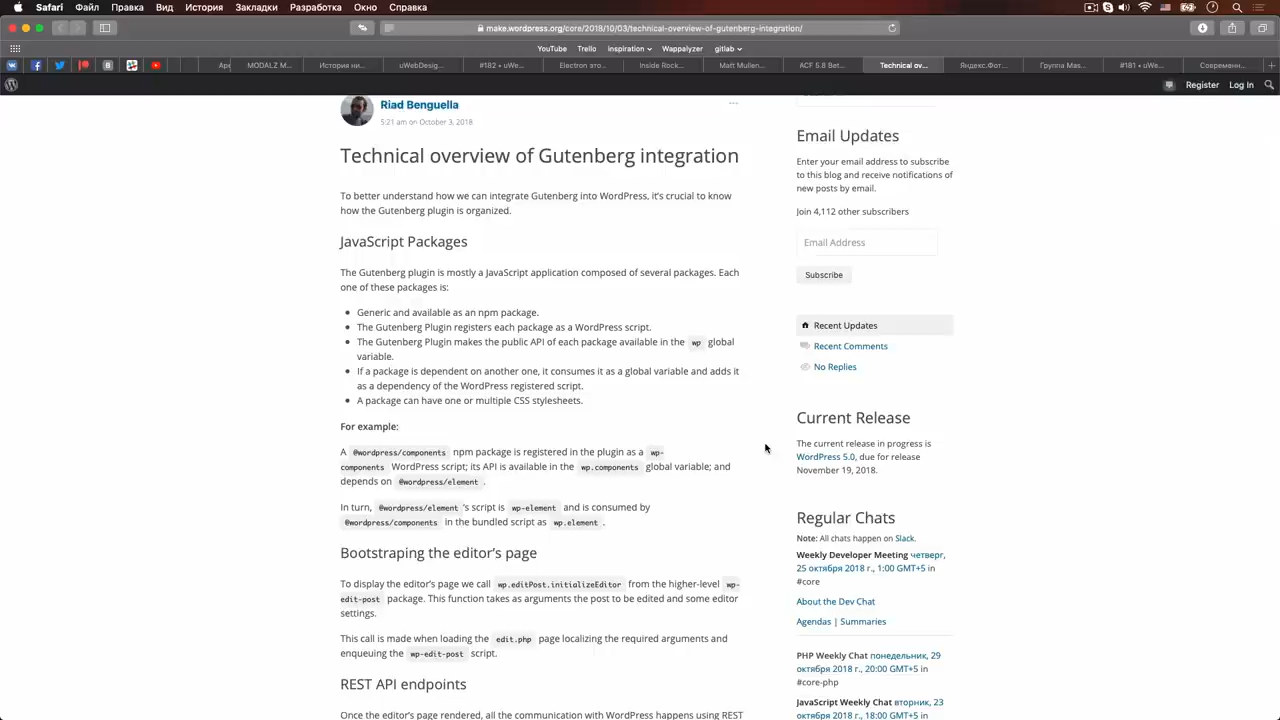 Safari Файл Правка Вид История Закладки Разработка Окно Справка
make.wordpress.org/core/2018/10/03/technical-overview-of-gutenberg-integration/
YouTube Trello inspiration Wappalyzer gitlab
Ap MODALZ M... История ни... uWebDesig... #182 • uWe... Electron это... Inside Rock... Matt Mullen... ACF 5.8 Bet... Technical ov... Яндекс.Фот... Группа Mas... #181 • uWe... Современн...
Register Log In
Riad Benguella
5:21 am on October 3, 2018
Technical overview of Gutenberg integration
To better understand how we can integrate Gutenberg into WordPress, it’s crucial to know
how the Gutenberg plugin is organized.
JavaScript Packages
The Gutenberg plugin is mostly a JavaScript application composed of several packages. Each
one of these packages is:
Generic and available as an npm package.
The Gutenberg Plugin registers each package as a WordPress script.
The Gutenberg Plugin makes the public API of each package available in the wp global
variable.
If a package is dependent on another one, it consumes it as a global variable and adds it
as a dependency of the WordPress registered script.
A package can have one or multiple CSS stylesheets.
For example:
A @wordpress/components npm package is registered in the plugin as a wp-
components WordPress script; its API is available in the wp.components global variable; and
depends on @wordpress/element .
In turn, @wordpress/element ‘s script is wp-element and is consumed by
@wordpress/components in the bundled script as wp.element .
Bootstraping the editor’s page
To display the editor’s page we call wp.editPost.initializeEditor from the higher-level wp-
edit-post package. This function takes as arguments the post to be edited and some editor
settings.
This call is made when loading the edit.php page localizing the required arguments and
enqueuing the wp-edit-post script.
REST API endpoints
Once the editor’s page rendered, all the communication with WordPress happens using REST
Email Updates
Enter your email address to subscribe
to this blog and receive notifications of
new posts by email.
Join 4,112 other subscribers
Email Address
Subscribe
Recent Updates
Recent Comments
No Replies
Current Release
The current release in progress is
WordPress 5.0, due for release
November 19, 2018.
Regular Chats
Note: All chats happen on Slack.
Weekly Developer Meeting четверг,
25 октября 2018 г., 1:00 GMT+5 in
#core
About the Dev Chat
Agendas | Summaries
PHP Weekly Chat понедельник, 29
октября 2018 г., 20:00 GMT+5 in
#core-php
JavaScript Weekly Chat вторник, 23
октября 2018 г., 18:00 GMT+5 in